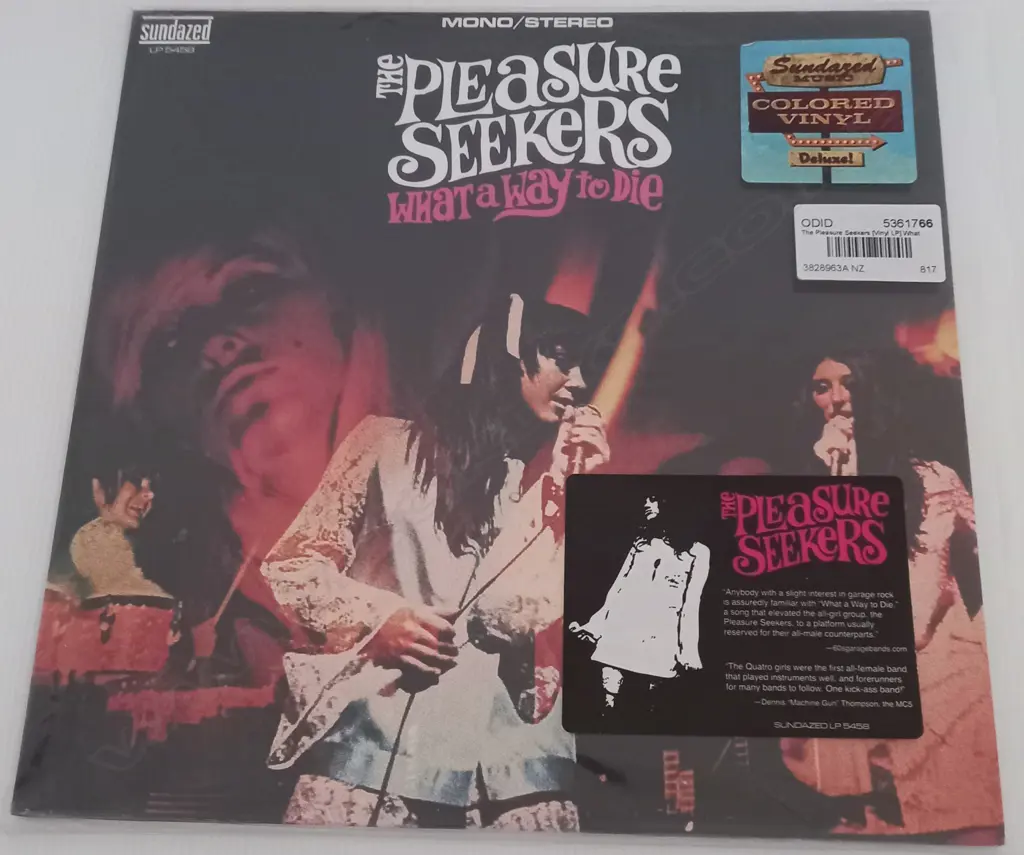 sundazed
LP 5458
MONO/STEREO
THE PLEASURE
SEEKERS
WHAT a WAY to DIE
Sundazed
MUSIC
COLORED
VINYL
Deluxe!
ODID 5361766
The Pleasure Seekers [Vinyl LP] What
3828963A NZ 817
THE PLEASURE
SEEKERS
"Anybody with a slight interest in garage rock
is assuredly familiar with "What a Way to Die,"
a song that elevated the all-girl group, the
Pleasure Seekers, to a platform usually
reserved for their all-male counterparts."
—60sgaragebands.com
"The Quatro girls were the first all-female band
that played instruments well, and forerunners
for many bands to follow. One kick-ass band!"
—Dennis "Machine Gun" Thompson, the MC5
SUNDAZED LP 5458